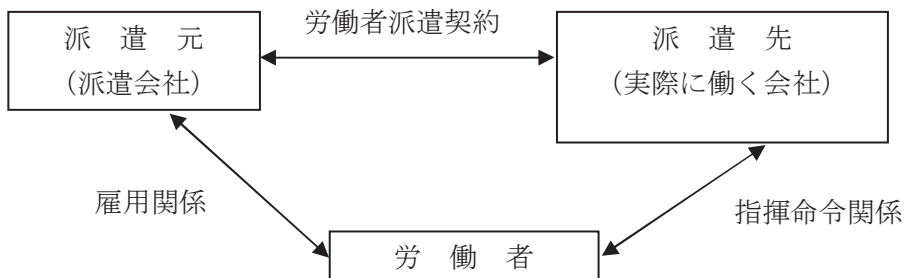 労働者派遣契約
派 遣 元
(派遣会社)
派 遣 先
(実際に働く会社)
雇用関係
指揮命令関係
労 働 者